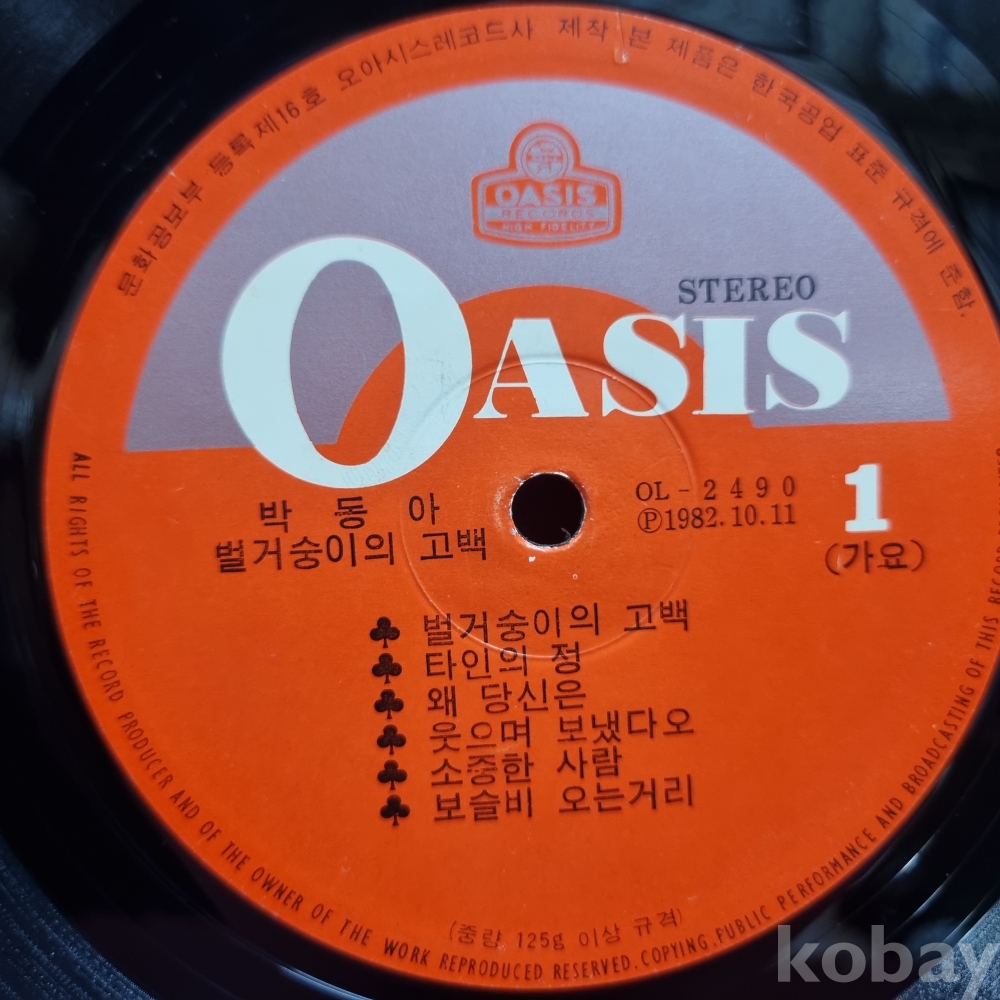 문화공보부 등록제16호 오아시스레코드사 제작 본 제품은 한국공업 표준 규격에 준함.
OASIS
RECORDS
HIGH FIDELITY
STEREO
OASIS
박 동 아
벌거숭이의 고백
OL-2490
Ⓟ1982.10.11
1
(가요)
♣ 벌거숭이의 고백
♣ 타인의 정
♣ 왜 당신은
♣ 웃으며 보냈다오
♣ 소중한 사람
♣ 보슬비 오는거리
(중량 125g 이상 규격)
ALL RIGHTS OF THE RECORD PRODUCER AND OF THE OWNER OF THE WORK REPRODUCED RESERVED. COPYING. PUBLIC PERFORMANCE AND BROADCASTING OF THIS RECORD
kobay